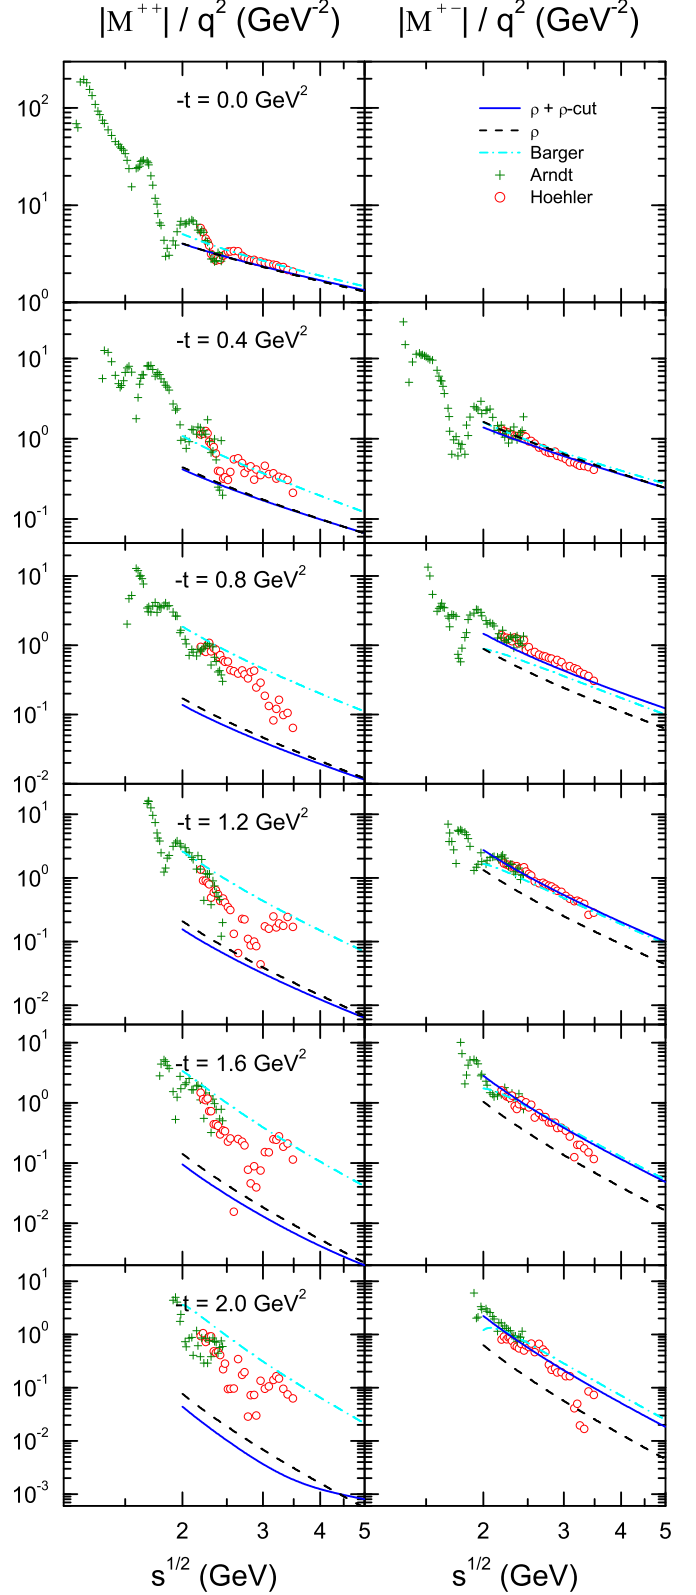 |M⁺⁺| / q² (GeV⁻²) |M⁺⁻| / q² (GeV⁻²)
-t = 0.0 GeV²
ρ + ρ-cut
ρ
Barger
Arndt
Hoehler
10²
10¹
10⁰
-t = 0.4 GeV²
10¹
10⁰
10⁻¹
-t = 0.8 GeV²
10¹
10⁰
10⁻¹
10⁻²
-t = 1.2 GeV²
10¹
10⁰
10⁻¹
10⁻²
-t = 1.6 GeV²
10¹
10⁰
10⁻¹
10⁻²
-t = 2.0 GeV²
10¹
10⁰
10⁻¹
10⁻²
10⁻³
2 3 4 5 2 3 4 5
s¹/² (GeV) s¹/² (GeV)